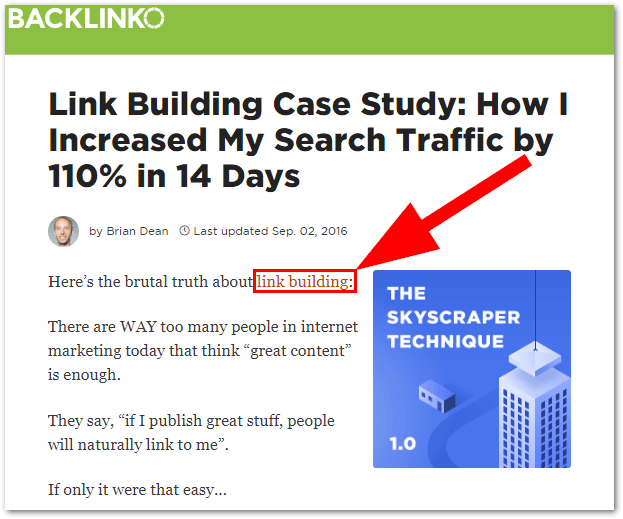 BACKLINKO
Link Building Case Study: How I
Increased My Search Traffic by
110% in 14 Days
by Brian Dean Last updated Sep. 02, 2016
Here’s the brutal truth about link building:
There are WAY too many people in internet
marketing today that think “great content”
is enough.
They say, “if I publish great stuff, people
will naturally link to me”.
If only it were that easy…
THE
SKYSCRAPER
TECHNIQUE
1.0